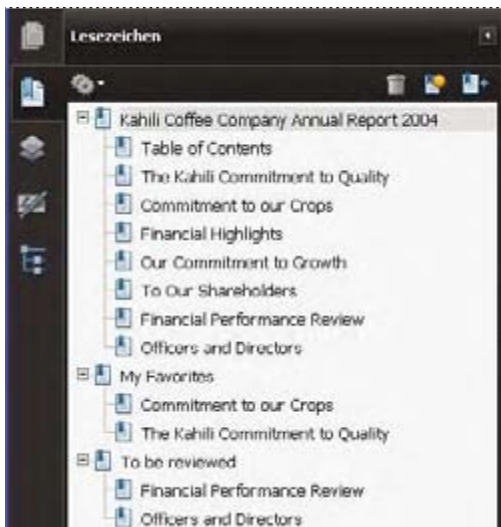 Lesezeichen
Kahili Coffee Company Annual Report 2004
Table of Contents
The Kahili Commitment to Quality
Commitment to our Crops
Financial Highlights
Our Commitment to Growth
To Our Shareholders
Financial Performance Review
Officers and Directors
My Favorites
Commitment to our Crops
The Kahili Commitment to Quality
To be reviewed
Financial Performance Review
Officers and Directors